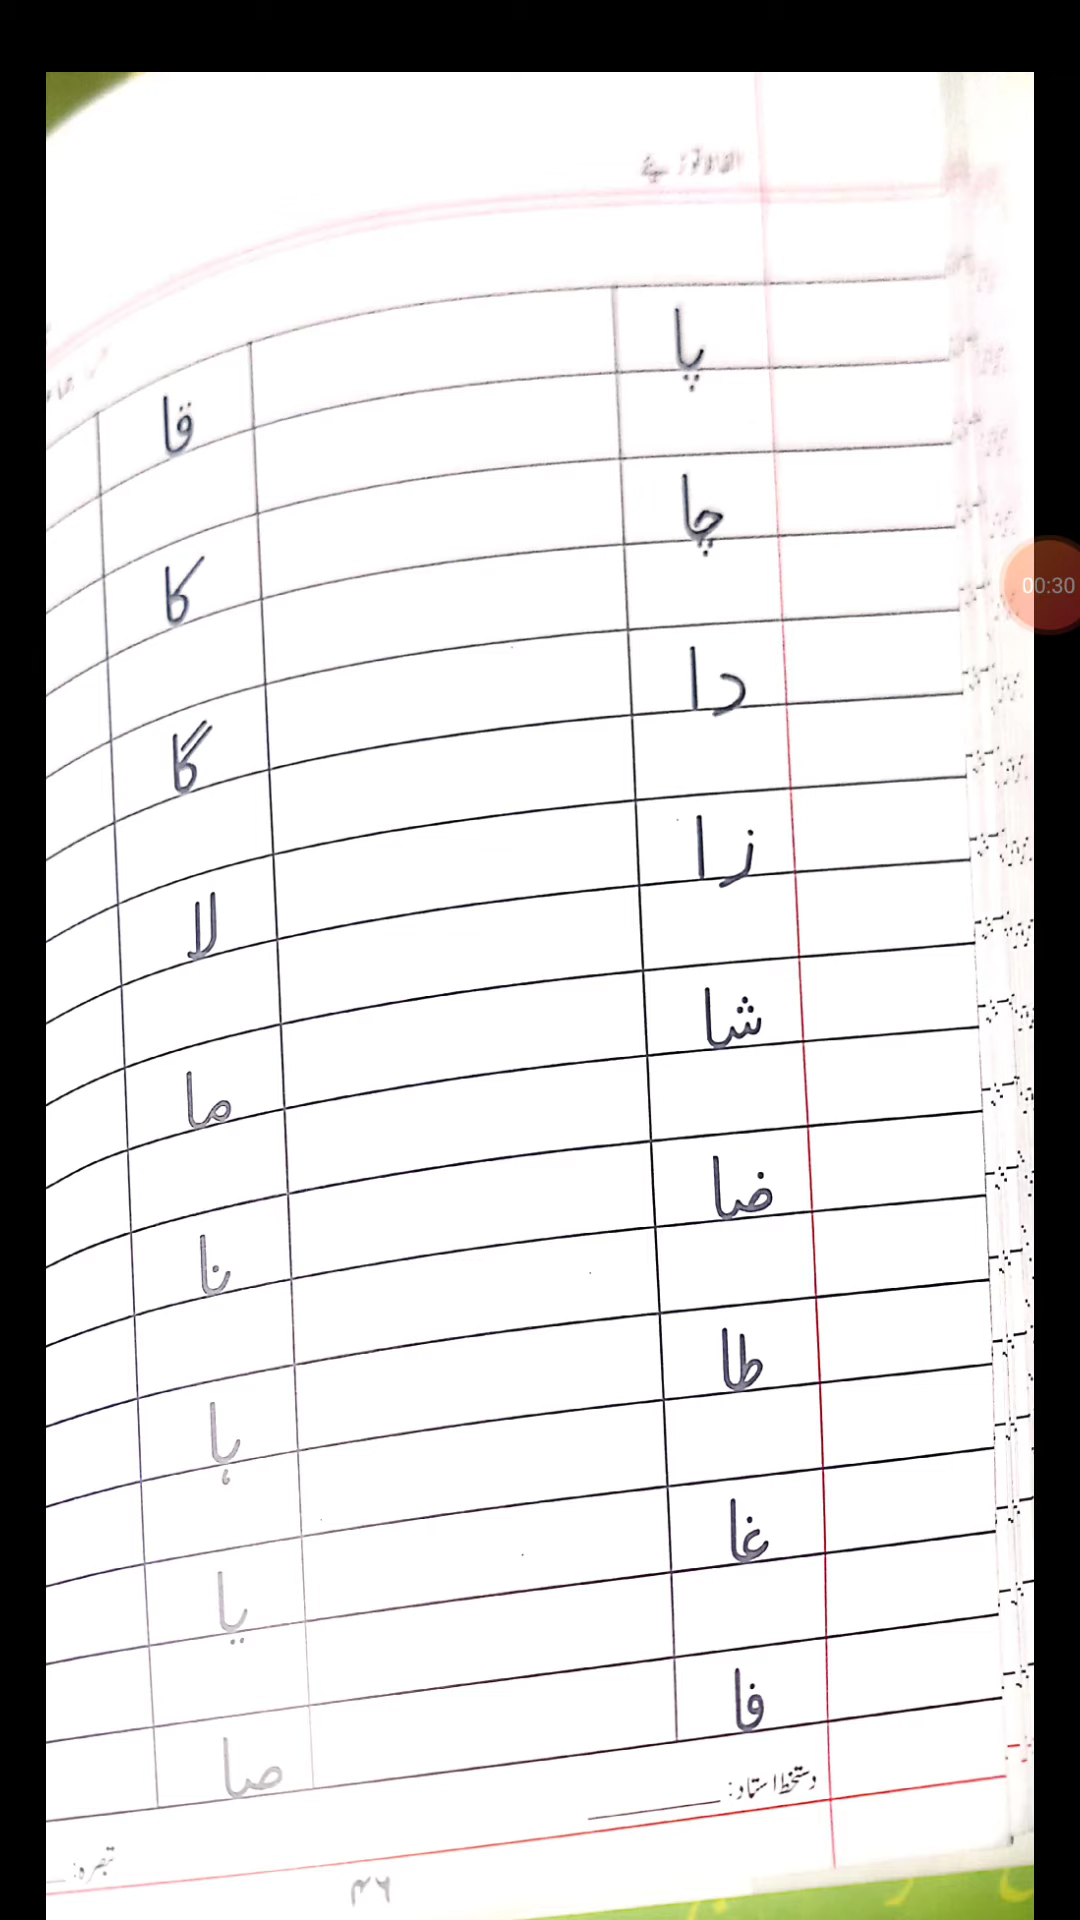 پا
چا
دا
زا
شا
ضا
طا
غا
فا
قا
کا
گا
لا
ما
نا
ہا
یا
صا
دستخط استاد:
تبصرہ:
۴۶
00:30